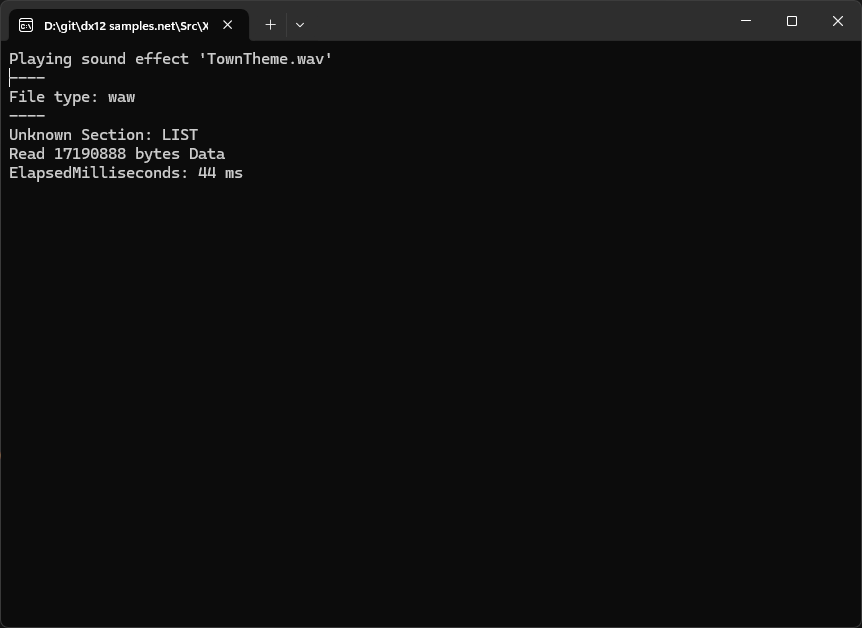 D:\git\dx12 samples.net\Src\X
Playing sound effect 'TownTheme.wav'
----
File type: waw
----
Unknown Section: LIST
Read 17190888 bytes Data
ElapsedMilliseconds: 44 ms